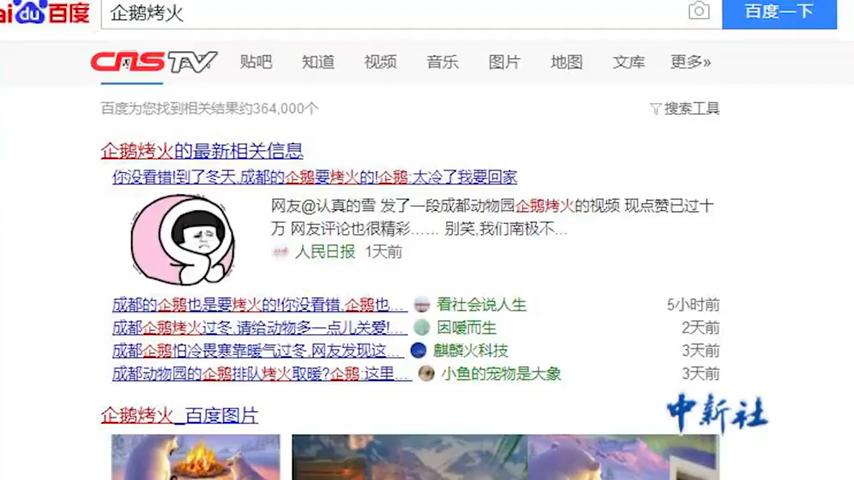 ai du 百度
企鹅烤火
百度一下
CNSTV
贴吧 知道 视频 音乐 图片 地图 文库 更多»
百度为您找到相关结果约364,000个
搜索工具
企鹅烤火的最新相关信息
你没看错!到了冬天,成都的企鹅要烤火的!企鹅:太冷了我要回家
网友@认真的雪 发了一段成都动物园企鹅烤火的视频 现点赞已过十
万 网友评论也很精彩…… 别笑,我们南极不...
人民日报 1天前
成都的企鹅也是要烤火的!你没看错,企鹅也... 看社会说人生 5小时前
成都企鹅烤火过冬,请给动物多一点儿关爱!... 因嗳而生 2天前
成都企鹅怕冷畏寒靠暖气过冬,网友发现这... 麒麟火科技 3天前
成都动物园的企鹅排队烤火取暖?企鹅:这里... 小鱼的宠物是大象 3天前
企鹅烤火_百度图片
中新社